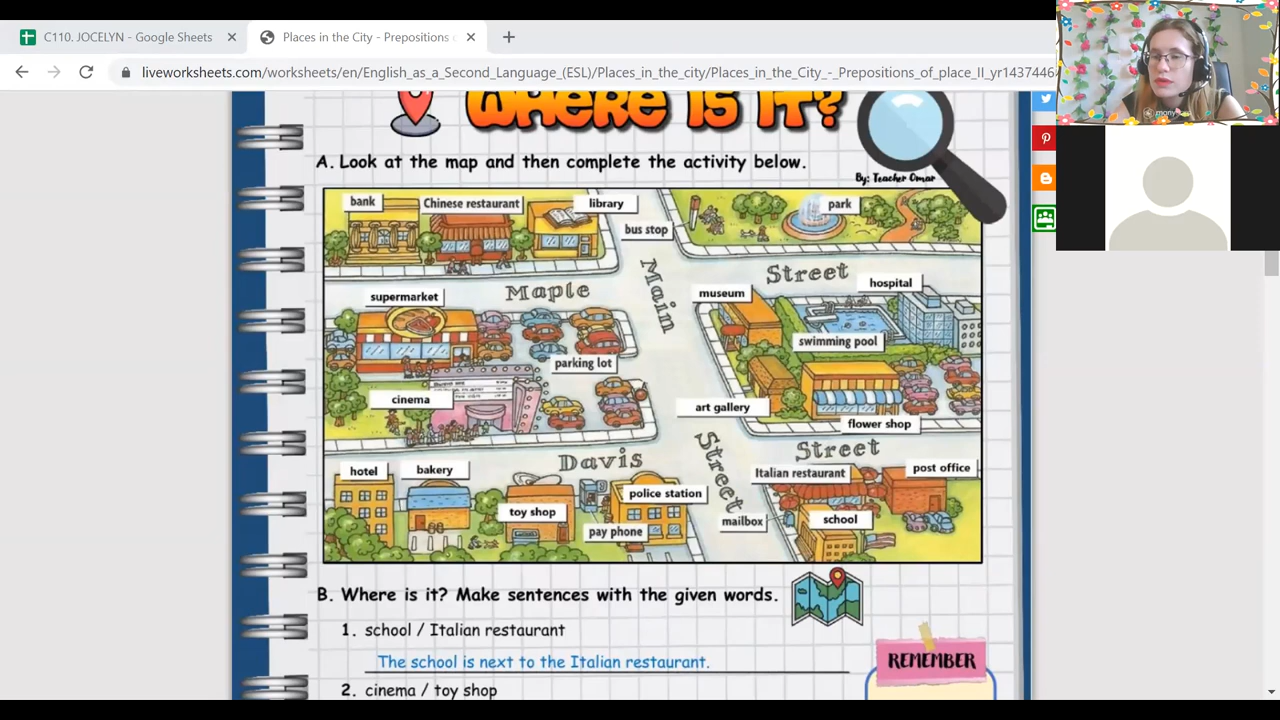 C110. JOCELYN - Google Sheets
Places in the City - Prepositions
liveworksheets.com/worksheets/en/English_as_a_Second_Language_(ESL)/Places_in_the_city/Places_in_the_City_-_Prepositions_of_place_II_yr1437446
WHERE IS IT?
A. Look at the map and then complete the activity below.
By: Teacher Omar
bank
Chinese restaurant
library
park
bus stop
Main
Street
hospital
Maple
museum
supermarket
swimming pool
parking lot
cinema
art gallery
flower shop
Street
Street
Davis
hotel
bakery
Italian restaurant
post office
police station
toy shop
mailbox
school
pay phone
B. Where is it? Make sentences with the given words.
1. school / Italian restaurant
The school is next to the Italian restaurant.
REMEMBER
2. cinema / toy shop